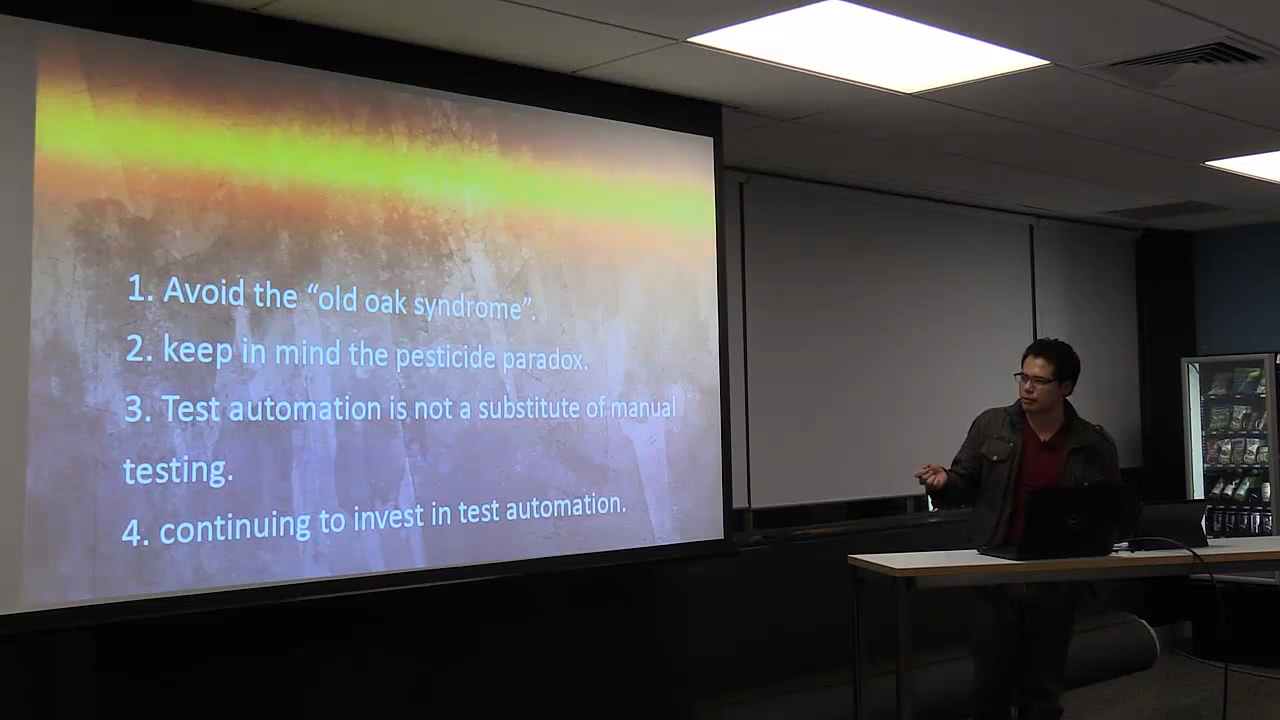 1. Avoid the “old oak syndrome”.
2. keep in mind the pesticide paradox.
3. Test automation is not a substitute of manual
testing.
4. continuing to invest in test automation.